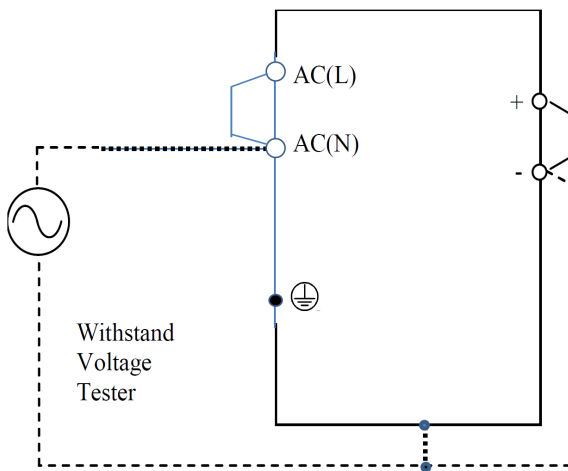 AC(L)
+
AC(N)
-
Withstand
Voltage
Tester